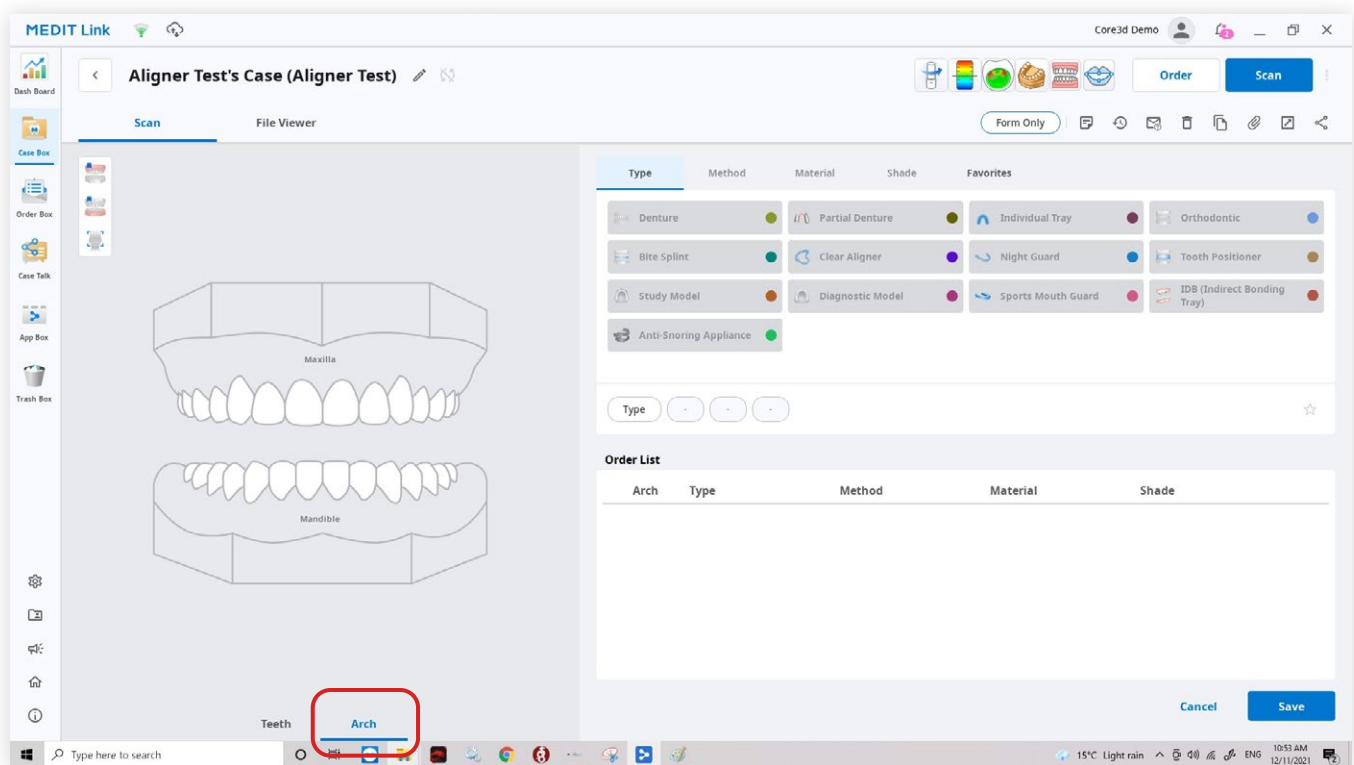 MEDIT Link
Core3d Demo
2
Dash Board
Aligner Test's Case (Aligner Test)
Order
Scan
Scan
File Viewer
Form Only
Case Box
Order Box
Case Talk
App Box
Trash Box
Type Method Material Shade Favorites
Denture
Partial Denture
Individual Tray
Orthodontic
Bite Splint
Clear Aligner
Night Guard
Tooth Positioner
Study Model
Diagnostic Model
Sports Mouth Guard
IDB (Indirect Bonding
Tray)
Anti-Snoring Appliance
Maxilla
Mandible
Type - - -
Order List
Arch Type Method Material Shade
Cancel
Save
Teeth
Arch
Type here to search
15°C Light rain
ENG
10:53 AM
12/11/2021
2